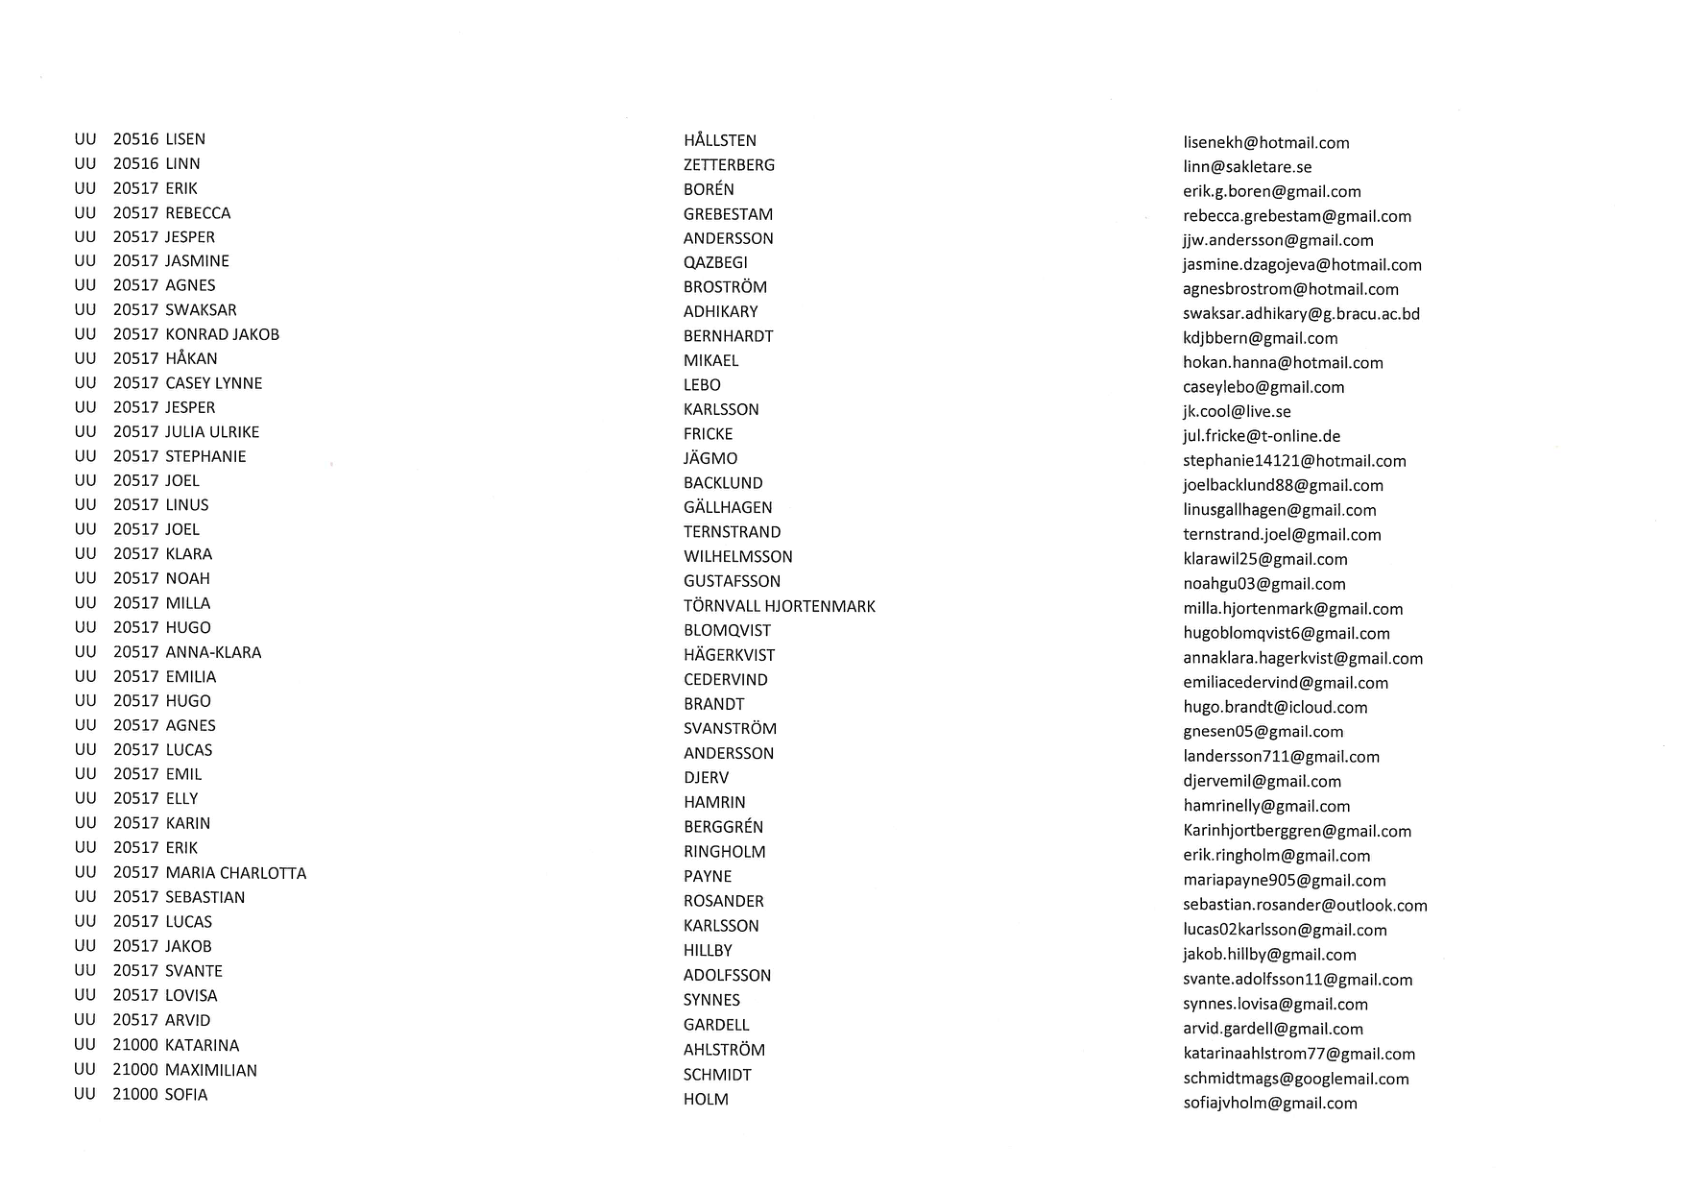 UU 20516 LISEN HÅLLSTEN lisenekh@hotmail.com
UU 20516 LINN ZETTERBERG linn@sakletare.se
UU 20517 ERIK BORÉN erik.g.boren@gmail.com
UU 20517 REBECCA GREBESTAM rebecca.grebestam@gmail.com
UU 20517 JESPER ANDERSSON jjw.andersson@gmail.com
UU 20517 JASMINE QAZBEGI jasmine.dzagojeva@hotmail.com
UU 20517 AGNES BROSTRÖM agnesbrostrom@hotmail.com
UU 20517 SWAKSAR ADHIKARY swaksar.adhikary@g.bracu.ac.bd
UU 20517 KONRAD JAKOB BERNHARDT kdjbbern@gmail.com
UU 20517 HÅKAN MIKAEL hokan.hanna@hotmail.com
UU 20517 CASEY LYNNE LEBO caseylebo@gmail.com
UU 20517 JESPER KARLSSON jk.cool@live.se
UU 20517 JULIA ULRIKE FRICKE jul.fricke@t-online.de
UU 20517 STEPHANIE JÄGMO stephanie14121@hotmail.com
UU 20517 JOEL BACKLUND joelbacklund88@gmail.com
UU 20517 LINUS GÄLLHAGEN linusgallhagen@gmail.com
UU 20517 JOEL TERNSTRAND ternstrand.joel@gmail.com
UU 20517 KLARA WILHELMSSON klarawil25@gmail.com
UU 20517 NOAH GUSTAFSSON noahgu03@gmail.com
UU 20517 MILLA TÖRNVALL HJORTENMARK milla.hjortenmark@gmail.com
UU 20517 HUGO BLOMQVIST hugoblomqvist6@gmail.com
UU 20517 ANNA-KLARA HÄGERKVIST annaklara.hagerkvist@gmail.com
UU 20517 EMILIA CEDERVIND emiliacedervind@gmail.com
UU 20517 HUGO BRANDT hugo.brandt@icloud.com
UU 20517 AGNES SVANSTRÖM gnesen05@gmail.com
UU 20517 LUCAS ANDERSSON landersson711@gmail.com
UU 20517 EMIL DJERV djervemil@gmail.com
UU 20517 ELLY HAMRIN hamrinelly@gmail.com
UU 20517 KARIN BERGGRÉN Karinhjortberggren@gmail.com
UU 20517 ERIK RINGHOLM erik.ringholm@gmail.com
UU 20517 MARIA CHARLOTTA PAYNE mariapayne905@gmail.com
UU 20517 SEBASTIAN ROSANDER sebastian.rosander@outlook.com
UU 20517 LUCAS KARLSSON lucas02karlsson@gmail.com
UU 20517 JAKOB HILLBY jakob.hillby@gmail.com
UU 20517 SVANTE ADOLFSSON svante.adolfsson11@gmail.com
UU 20517 LOVISA SYNNES synnes.lovisa@gmail.com
UU 20517 ARVID GARDELL arvid.gardell@gmail.com
UU 21000 KATARINA AHLSTRÖM katarinaahlstrom77@gmail.com
UU 21000 MAXIMILIAN SCHMIDT schmidtmags@googlemail.com
UU 21000 SOFIA HOLM sofiajvholm@gmail.com